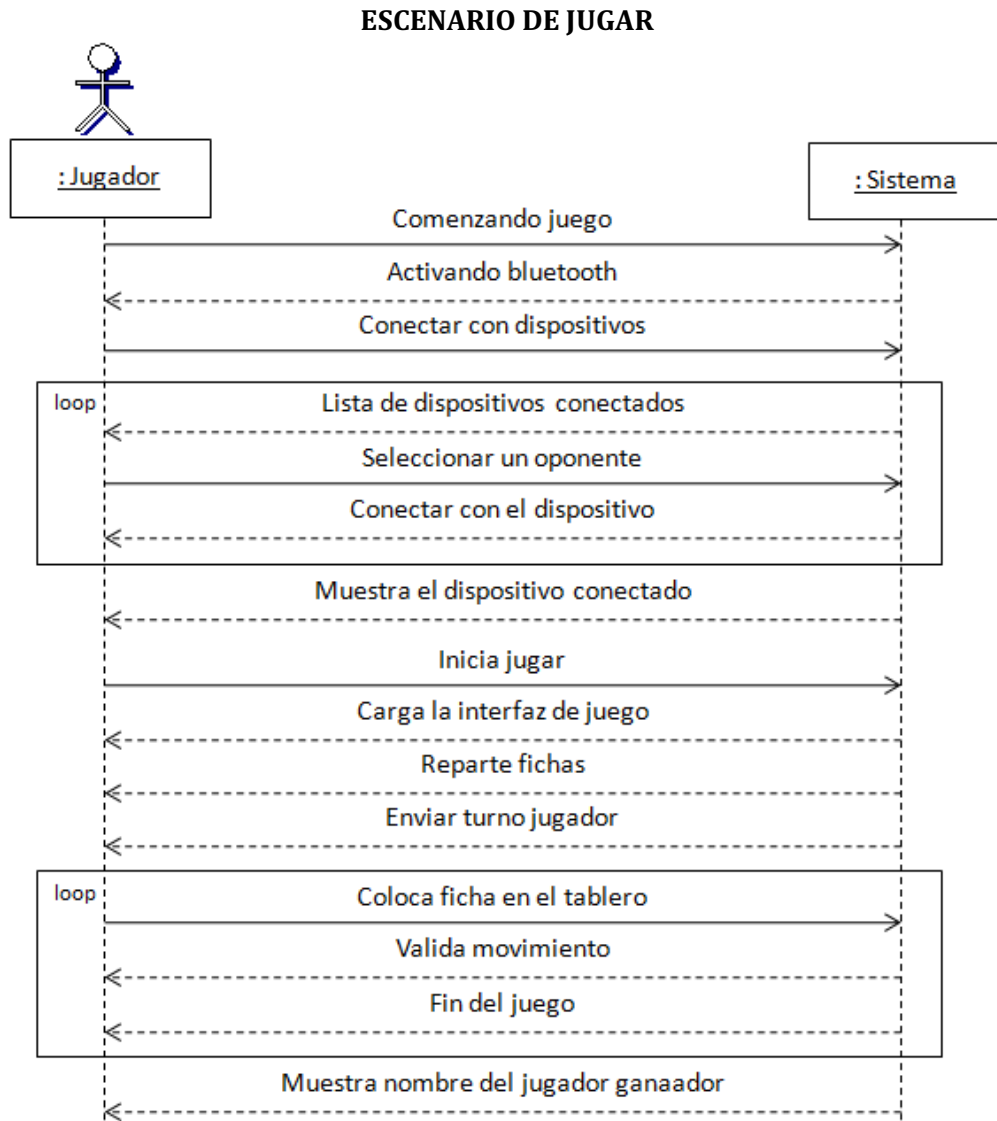 ESCENARIO DE JUGAR
: Jugador
: Sistema
Comenzando juego
Activando bluetooth
Conectar con dispositivos
loop
Lista de dispositivos conectados
Seleccionar un oponente
Conectar con el dispositivo
Muestra el dispositivo conectado
Inicia jugar
Carga la interfaz de juego
Reparte fichas
Enviar turno jugador
loop
Coloca ficha en el tablero
Valida movimiento
Fin del juego
Muestra nombre del jugador ganaador